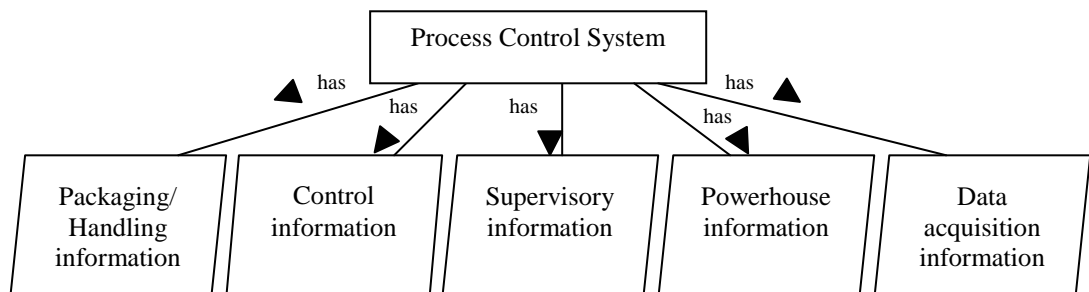 Process Control System
has
has
has
has
has
Packaging/
Handling
information
Control
information
Supervisory
information
Powerhouse
information
Data
acquisition
information